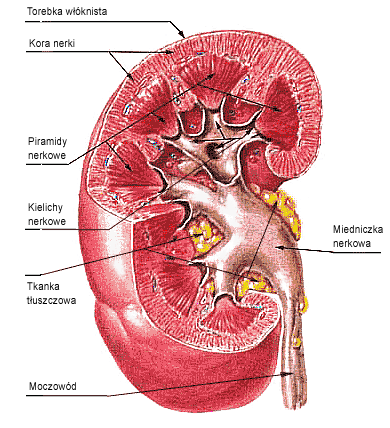 Torebka włóknista
Kora nerki
Piramidy
nerkowe
Kielichy
nerkowe
Miedniczka
nerkowa
Tkanka
tłuszczowa
Moczowód